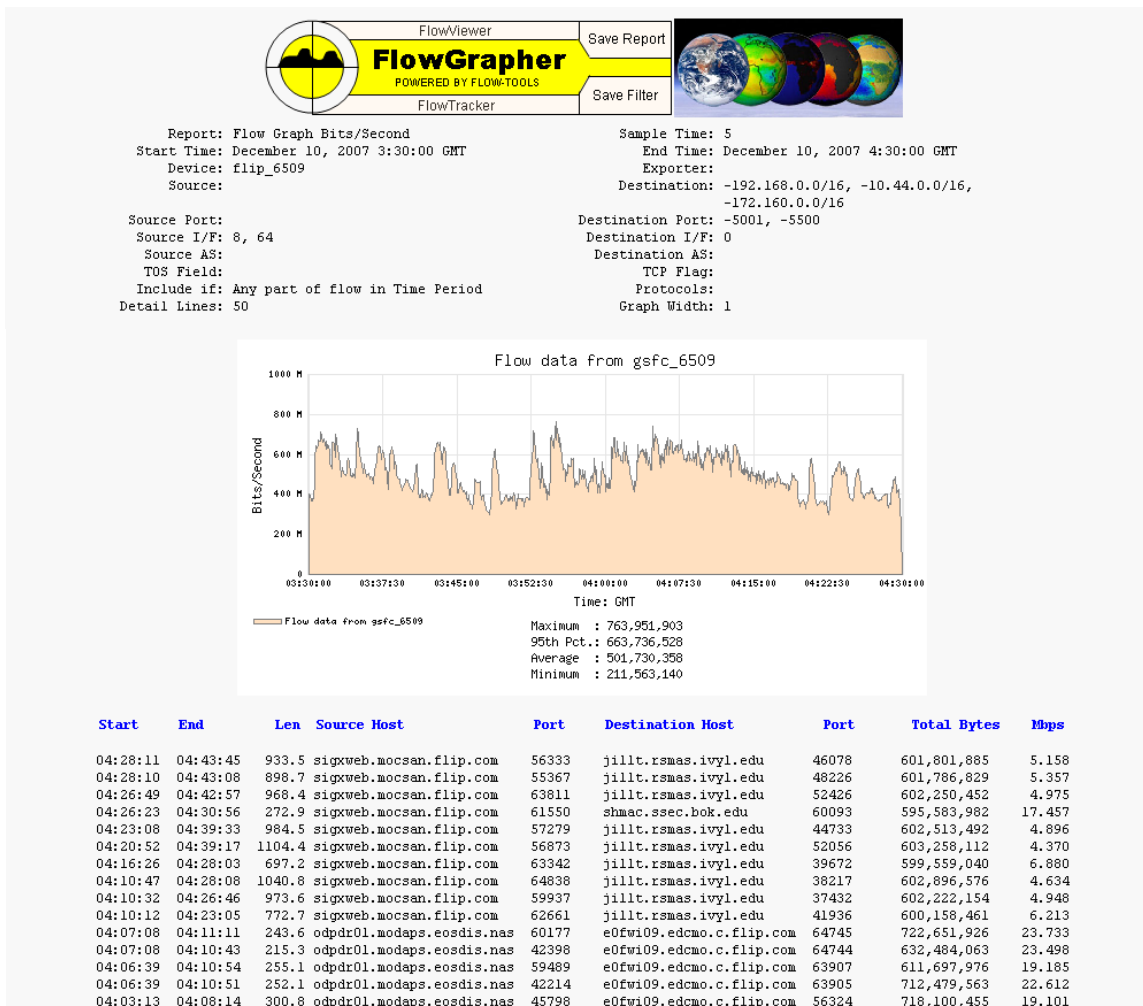 FlowViewer
FlowGrapher
POWERED BY FLOW-TOOLS
FlowTracker
Save Report
Save Filter
Report: Flow Graph Bits/Second Sample Time: 5
Start Time: December 10, 2007 3:30:00 GMT End Time: December 10, 2007 4:30:00 GMT
Device: flip_6509 Exporter:
Source: Destination: -192.168.0.0/16, -10.44.0.0/16,
-172.160.0.0/16
Source Port: Destination Port: -5001, -5500
Source I/F: 8, 64 Destination I/F: 0
Source AS: Destination AS:
TOS Field: TCP Flag:
Include if: Any part of flow in Time Period Protocols:
Detail Lines: 50 Graph Width: 1
Flow data from gsfc_6509
1000 M
800 M
600 M
400 M
200 M
0
Bits/Second
03:30:00 03:37:30 03:45:00 03:52:30 04:00:00 04:07:30 04:15:00 04:22:30 04:30:00
Time: GMT
Flow data from gsfc_6509
Maximum : 763,951,903
95th Pct.: 663,736,528
Average : 501,730,358
Minimum : 211,563,140
Start End Len Source Host Port Destination Host Port Total Bytes Mbps
04:28:11 04:43:45 933.5 sigxweb.mocsan.flip.com 56333 jillt.rsmas.ivyl.edu 46078 601,801,885 5.158
04:28:10 04:43:08 898.7 sigxweb.mocsan.flip.com 55367 jillt.rsmas.ivyl.edu 48226 601,786,829 5.357
04:26:49 04:42:57 968.4 sigxweb.mocsan.flip.com 63811 jillt.rsmas.ivyl.edu 52426 602,250,452 4.975
04:26:23 04:30:56 272.9 sigxweb.mocsan.flip.com 61550 shmac.ssec.bok.edu 60093 595,583,982 17.457
04:23:08 04:39:33 984.5 sigxweb.mocsan.flip.com 57279 jillt.rsmas.ivyl.edu 44733 602,513,492 4.896
04:20:52 04:39:17 1104.4 sigxweb.mocsan.flip.com 56873 jillt.rsmas.ivyl.edu 52056 603,258,112 4.370
04:16:26 04:28:03 697.2 sigxweb.mocsan.flip.com 63342 jillt.rsmas.ivyl.edu 39672 599,559,040 6.880
04:10:47 04:28:08 1040.8 sigxweb.mocsan.flip.com 64838 jillt.rsmas.ivyl.edu 38217 602,896,576 4.634
04:10:32 04:26:46 973.6 sigxweb.mocsan.flip.com 59937 jillt.rsmas.ivyl.edu 37432 602,222,154 4.948
04:10:12 04:23:05 772.7 sigxweb.mocsan.flip.com 62661 jillt.rsmas.ivyl.edu 41936 600,158,461 6.213
04:07:08 04:11:11 243.6 odpdr01.modaps.eosdis.nas 60177 e0fwi09.edcmo.c.flip.com 64745 722,651,926 23.733
04:07:08 04:10:43 215.3 odpdr01.modaps.eosdis.nas 42398 e0fwi09.edcmo.c.flip.com 64744 632,484,063 23.498
04:06:39 04:10:54 255.1 odpdr01.modaps.eosdis.nas 59489 e0fwi09.edcmo.c.flip.com 63907 611,697,976 19.185
04:06:39 04:10:51 252.1 odpdr01.modaps.eosdis.nas 42214 e0fwi09.edcmo.c.flip.com 63905 712,479,563 22.612
04:03:13 04:08:14 300.8 odpdr01.modaps.eosdis.nas 45798 e0fwi09.edcmo.c.flip.com 56324 718,100,455 19.101